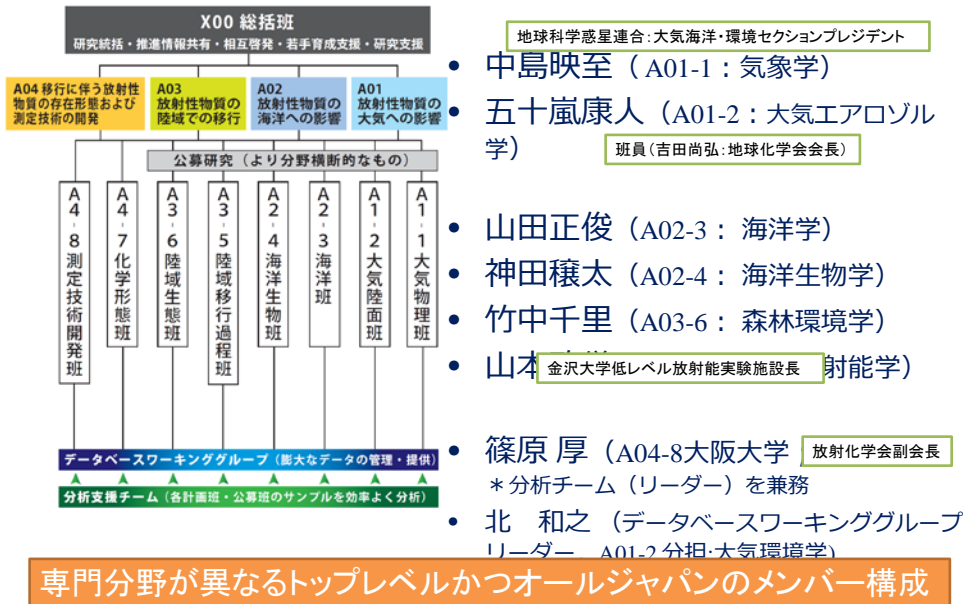 X00 総括班
研究統括・推進情報共有・相互啓発・若手育成支援・研究支援
A04 移行に伴う放射性
物質の存在形態および
測定技術の開発
A03
放射性物質の
陸域での移行
A02
放射性物質の
海洋への影響
A01
放射性物質の
大気への影響
公募研究（より分野横断的なもの）
A4-8測定技術開発班
A4-7化学形態班
A3-6陸域生態班
A3-5陸域移行過程班
A2-4海洋生物班
A2-3海洋班
A1-2大気陸面班
A1-1大気物理班
データベースワーキンググループ（膨大なデータの管理・提供）
分析支援チーム（各計画班・公募班のサンプルを効率よく分析）
地球科学惑星連合：大気海洋・環境セクションプレジデント
• 中島映至（A01-1：気象学）
• 五十嵐康人（A01-2：大気エアロゾル
学）
班員（吉田尚弘：地球化学会会長）
• 山田正俊（A02-3： 海洋学）
• 神田穣太（A02-4： 海洋生物学）
• 竹中千里（A03-6： 森林環境学）
• 山本
金沢大学低レベル放射能実験施設長
射能学）
• 篠原 厚（A04-8大阪大学
放射化学会副会長
＊分析チーム（リーダー）を兼務
• 北 和之（データベースワーキンググループ
リーダー、A01-2 分担:大気環境学)
専門分野が異なるトップレベルかつオールジャパンのメンバー構成